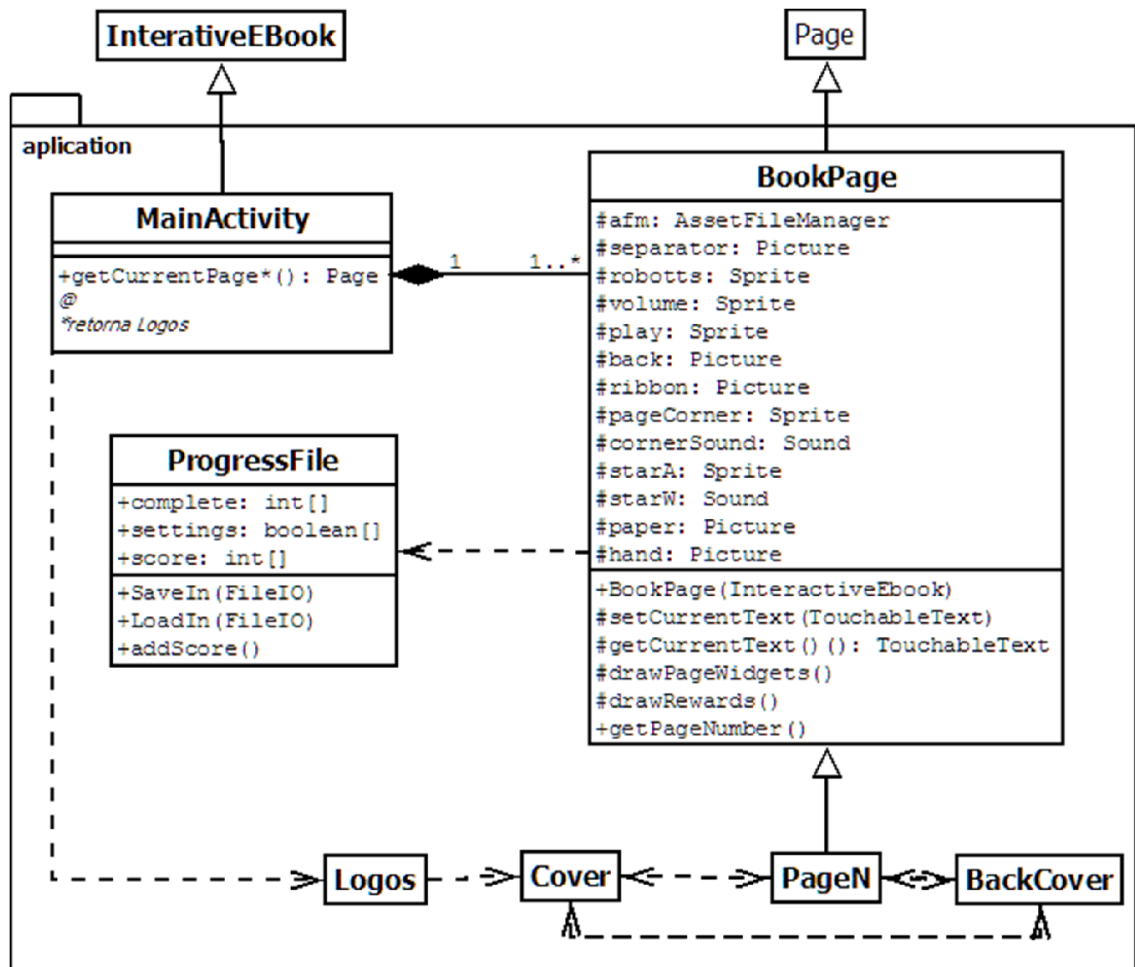 InterativeEBook
Page
aplication
MainActivity
+getCurrentPage*(): Page
@
*retorna Logos
1
1..*
BookPage
#afm: AssetFileManager
#separator: Picture
#robotts: Sprite
#volume: Sprite
#play: Sprite
#back: Picture
#ribbon: Picture
#pageCorner: Sprite
#cornerSound: Sound
#starA: Sprite
#starW: Sound
#paper: Picture
#hand: Picture
+BookPage(InteractiveEbook)
#setCurrentText(TouchableText)
#getCurrentText()(): TouchableText
#drawPageWidgets()
#drawRewards()
+getPageNumber()
ProgressFile
+complete: int[]
+settings: boolean[]
+score: int[]
+SaveIn(FileIO)
+LoadIn(FileIO)
+addScore()
Logos
Cover
PageN
BackCover